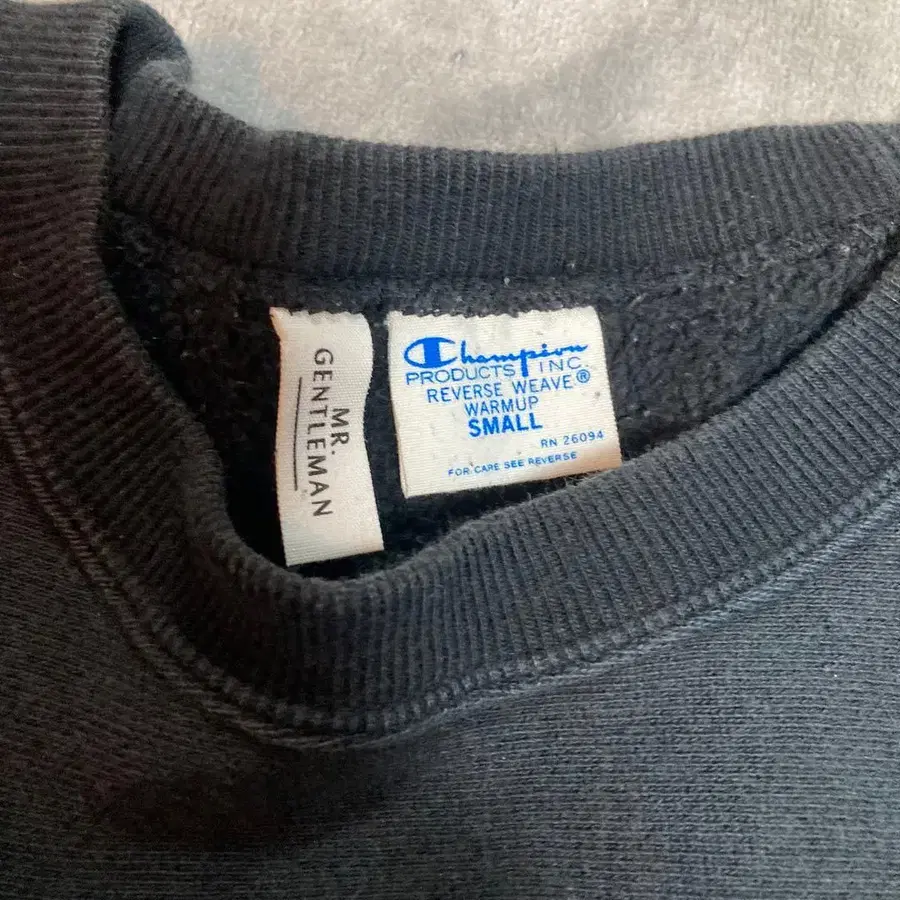 MR.
GENTLEMAN
Champion
PRODUCTS INC.
REVERSE WEAVE®
WARMUP
SMALL
RN 26094
FOR CARE SEE REVERSE